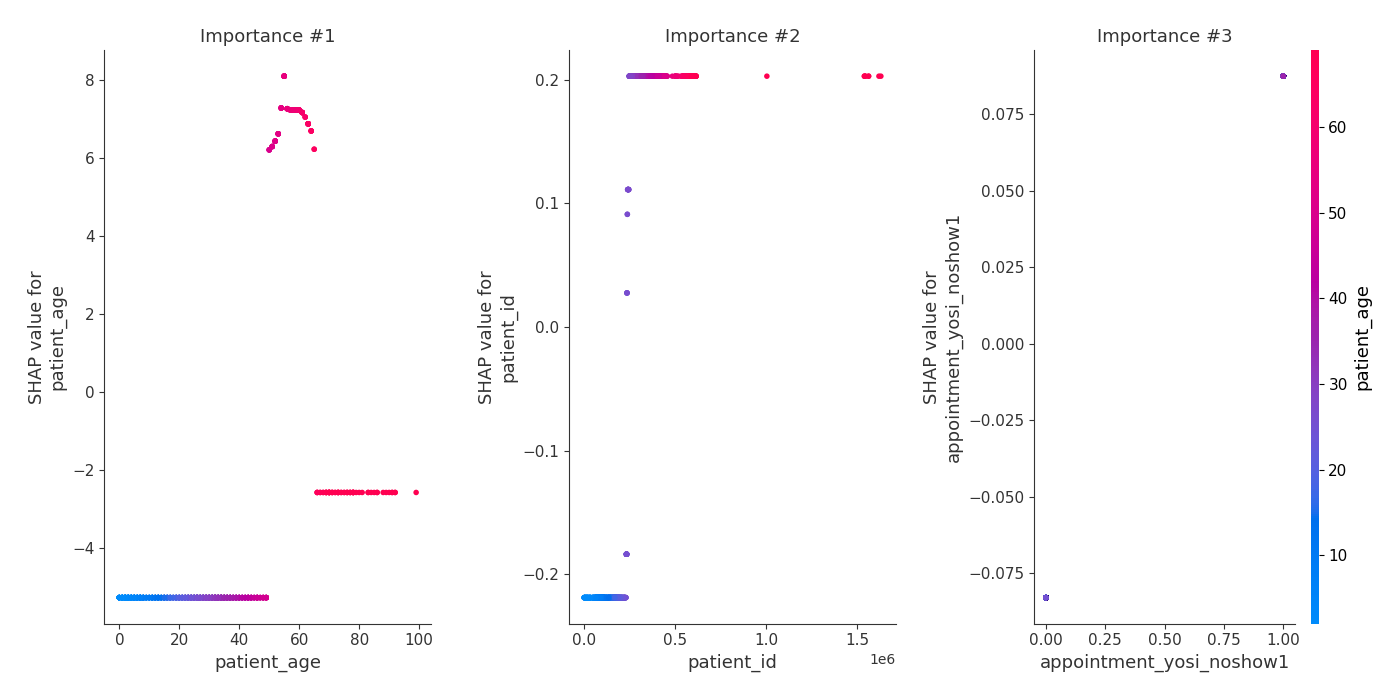 Importance #1
8
6
4
2
0
−2
−4
SHAP value for
patient_age
0
20
40
60
80
100
patient_age
Importance #2
0.2
0.1
0.0
−0.1
−0.2
SHAP value for
patient_id
0.0
0.5
1.0
1.5
1e6
patient_id
Importance #3
0.075
0.050
0.025
0.000
−0.025
−0.050
−0.075
SHAP value for
appointment_yosi_noshow1
0.00
0.25
0.50
0.75
1.00
appointment_yosi_noshow1
60
50
40
30
20
10
patient_age